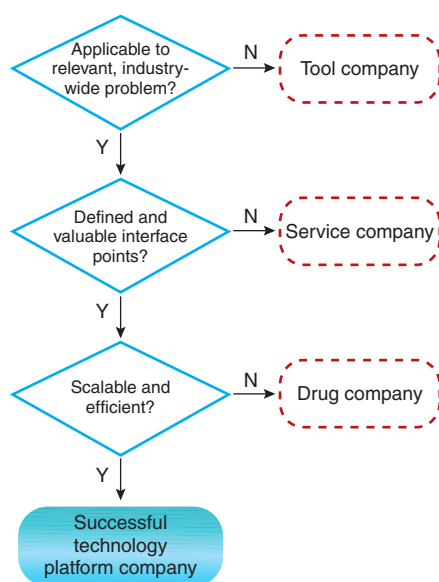 Applicable to
relevant, industry-
wide problem?
N
Tool company
Y
Defined and
valuable interface
points?
N
Service company
Y
Scalable and
efficient?
N
Drug company
Y
Successful
technology
platform company